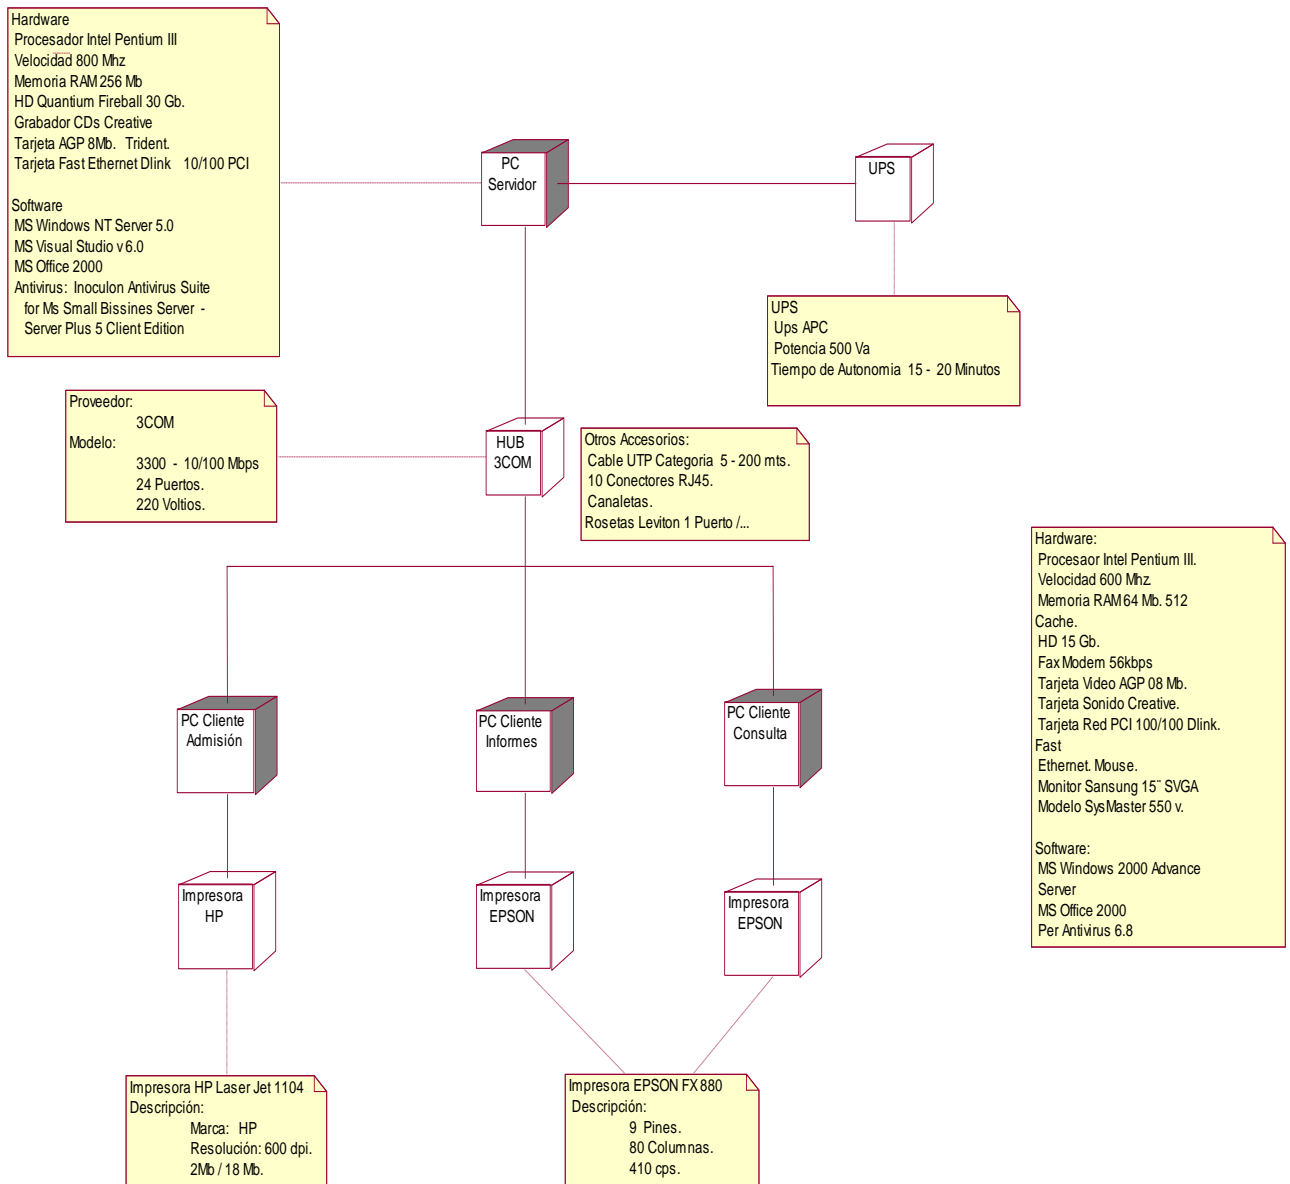 Hardware
Procesador Intel Pentium III
Velocidad 800 Mhz
Memoria RAM 256 Mb
HD Quantium Fireball 30 Gb.
Grabador CDs Creative
Tarjeta AGP 8Mb. Trident.
Tarjeta Fast Ethernet Dlink 10/100 PCI
Software
MS Windows NT Server 5.0
MS Visual Studio v 6.0
MS Office 2000
Antivirus: Inoculon Antivirus Suite
for Ms Small Bissines Server -
Server Plus 5 Client Edition
PC
Servidor
UPS
UPS
Ups APC
Potencia 500 Va
Tiempo de Autonomia 15 - 20 Minutos
Proveedor:
3COM
Modelo:
3300 - 10/100 Mbps
24 Puertos.
220 Voltios.
HUB
3COM
Otros Accesorios:
Cable UTP Categoria 5 - 200 mts.
10 Conectores RJ45.
Canaletas.
Rosetas Leviton 1 Puerto /...
Hardware:
Procesaor Intel Pentium III.
Velocidad 600 Mhz.
Memoria RAM 64 Mb. 512
Cache.
HD 15 Gb.
Fax Modem 56kbps
Tarjeta Video AGP 08 Mb.
Tarjeta Sonido Creative.
Tarjeta Red PCI 100/100 Dlink.
Fast
Ethernet. Mouse.
Monitor Sansung 15¨ SVGA
Modelo SysMaster 550 v.
Software:
MS Windows 2000 Advance
Server
MS Office 2000
Per Antivirus 6.8
PC Cliente
Admisión
PC Cliente
Informes
PC Cliente
Consulta
Impresora
HP
Impresora
EPSON
Impresora
EPSON
Impresora HP Laser Jet 1104
Descripción:
Marca: HP
Resolución: 600 dpi.
2Mb / 18 Mb.
Impresora EPSON FX 880
Descripción:
9 Pines.
80 Columnas.
410 cps.